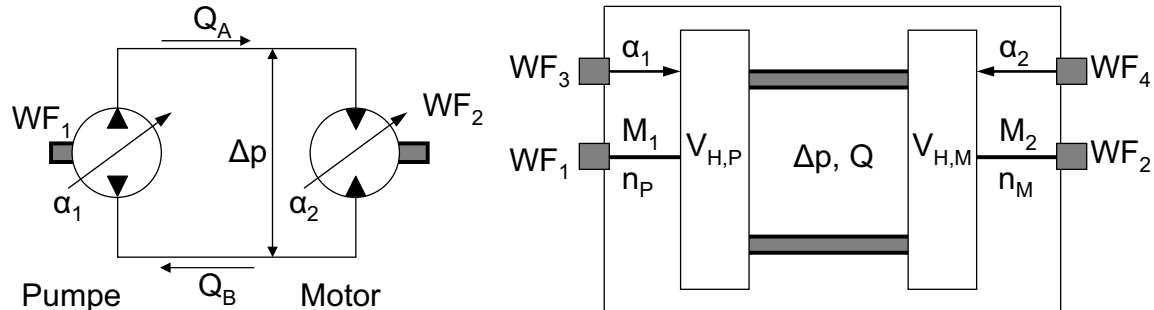 Q_A
WF_1
WF_2
Δp
α_1
α_2
Q_B
Pumpe
Motor
WF_3
α_1
α_2
WF_4
M_1
V_H,P
Δp, Q
V_H,M
M_2
WF_1
WF_2
n_P
n_M